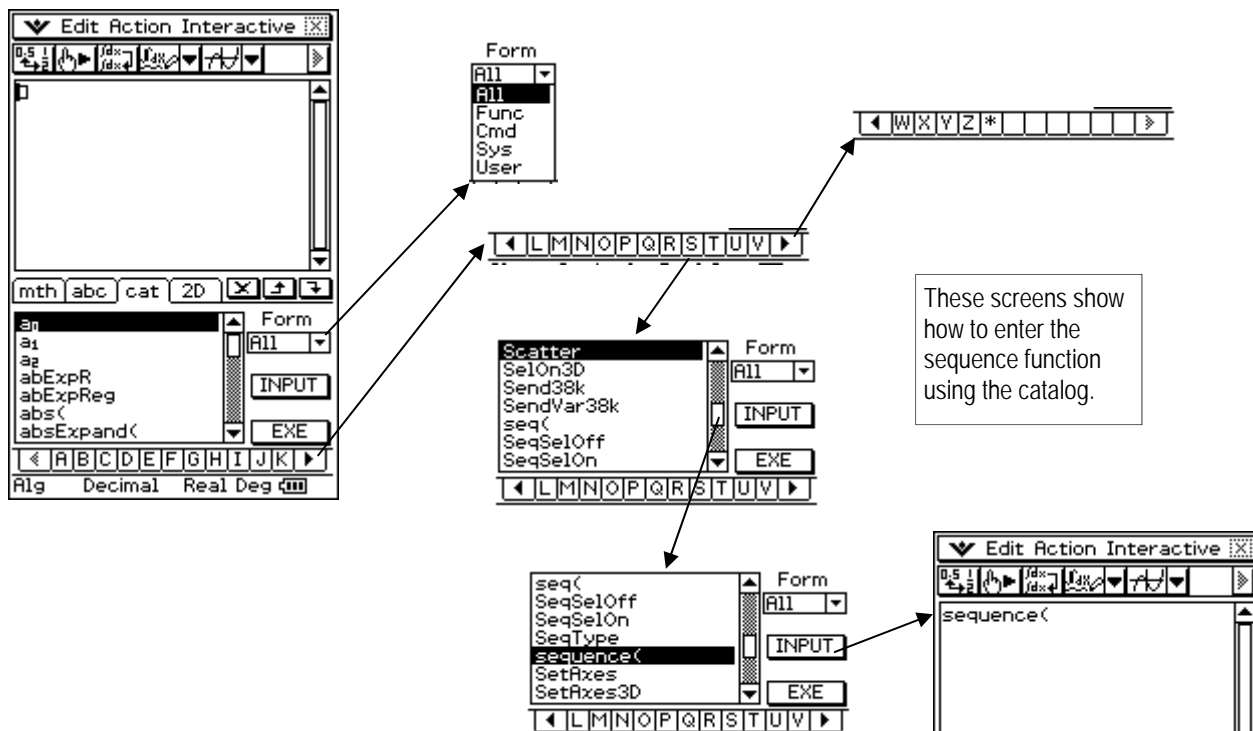 Edit Action Interactive
mth abc cat 2D
a0
a1
a2
abExpR
abExpReg
abs(
absExpand(
Form
All
INPUT
EXE
A B C D E F G H I J K
Alg Decimal Real Deg
Form
All
All
Func
Cmd
Sys
User
L M N O P Q R S T U V
W X Y Z *
These screens show
how to enter the
sequence function
using the catalog.
Scatter
SelOn3D
Send38k
SendVar38k
seq(
SeqSelOff
SeqSelOn
Form
All
INPUT
EXE
L M N O P Q R S T U V
seq(
SeqSelOff
SeqSelOn
SeqType
sequence(
SetAxes
SetAxes3D
Form
All
INPUT
EXE
L M N O P Q R S T U V
Edit Action Interactive
sequence(